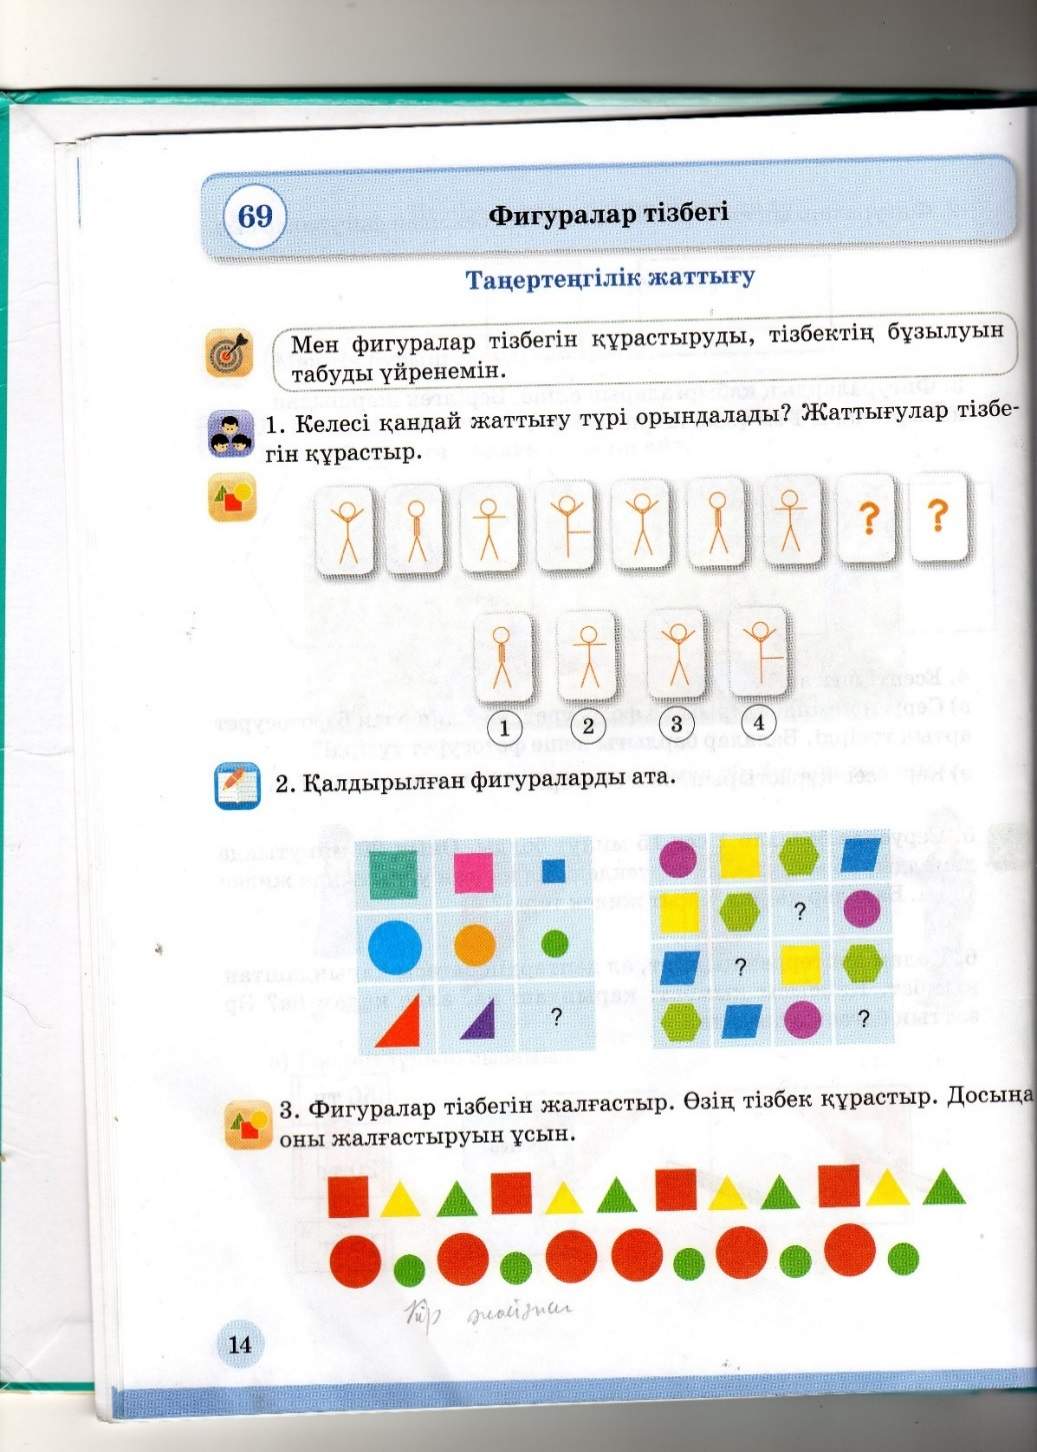 69
Фигуралар тізбегі
Таңертеңгілік жаттығу
Мен фигуралар тізбегін құрастыруды, тізбектің бұзылуын
табуды үйренемін.
1. Келесі қандай жаттығу түрі орындалады? Жаттығулар тізбе-
гін құрастыр.
? ?
1 2 3 4
2. Қалдырылған фигураларды ата.
?
?
?
?
3. Фигуралар тізбегін жалғастыр. Өзің тізбек құрастыр. Досыңа
оны жалғастыруын ұсын.
14